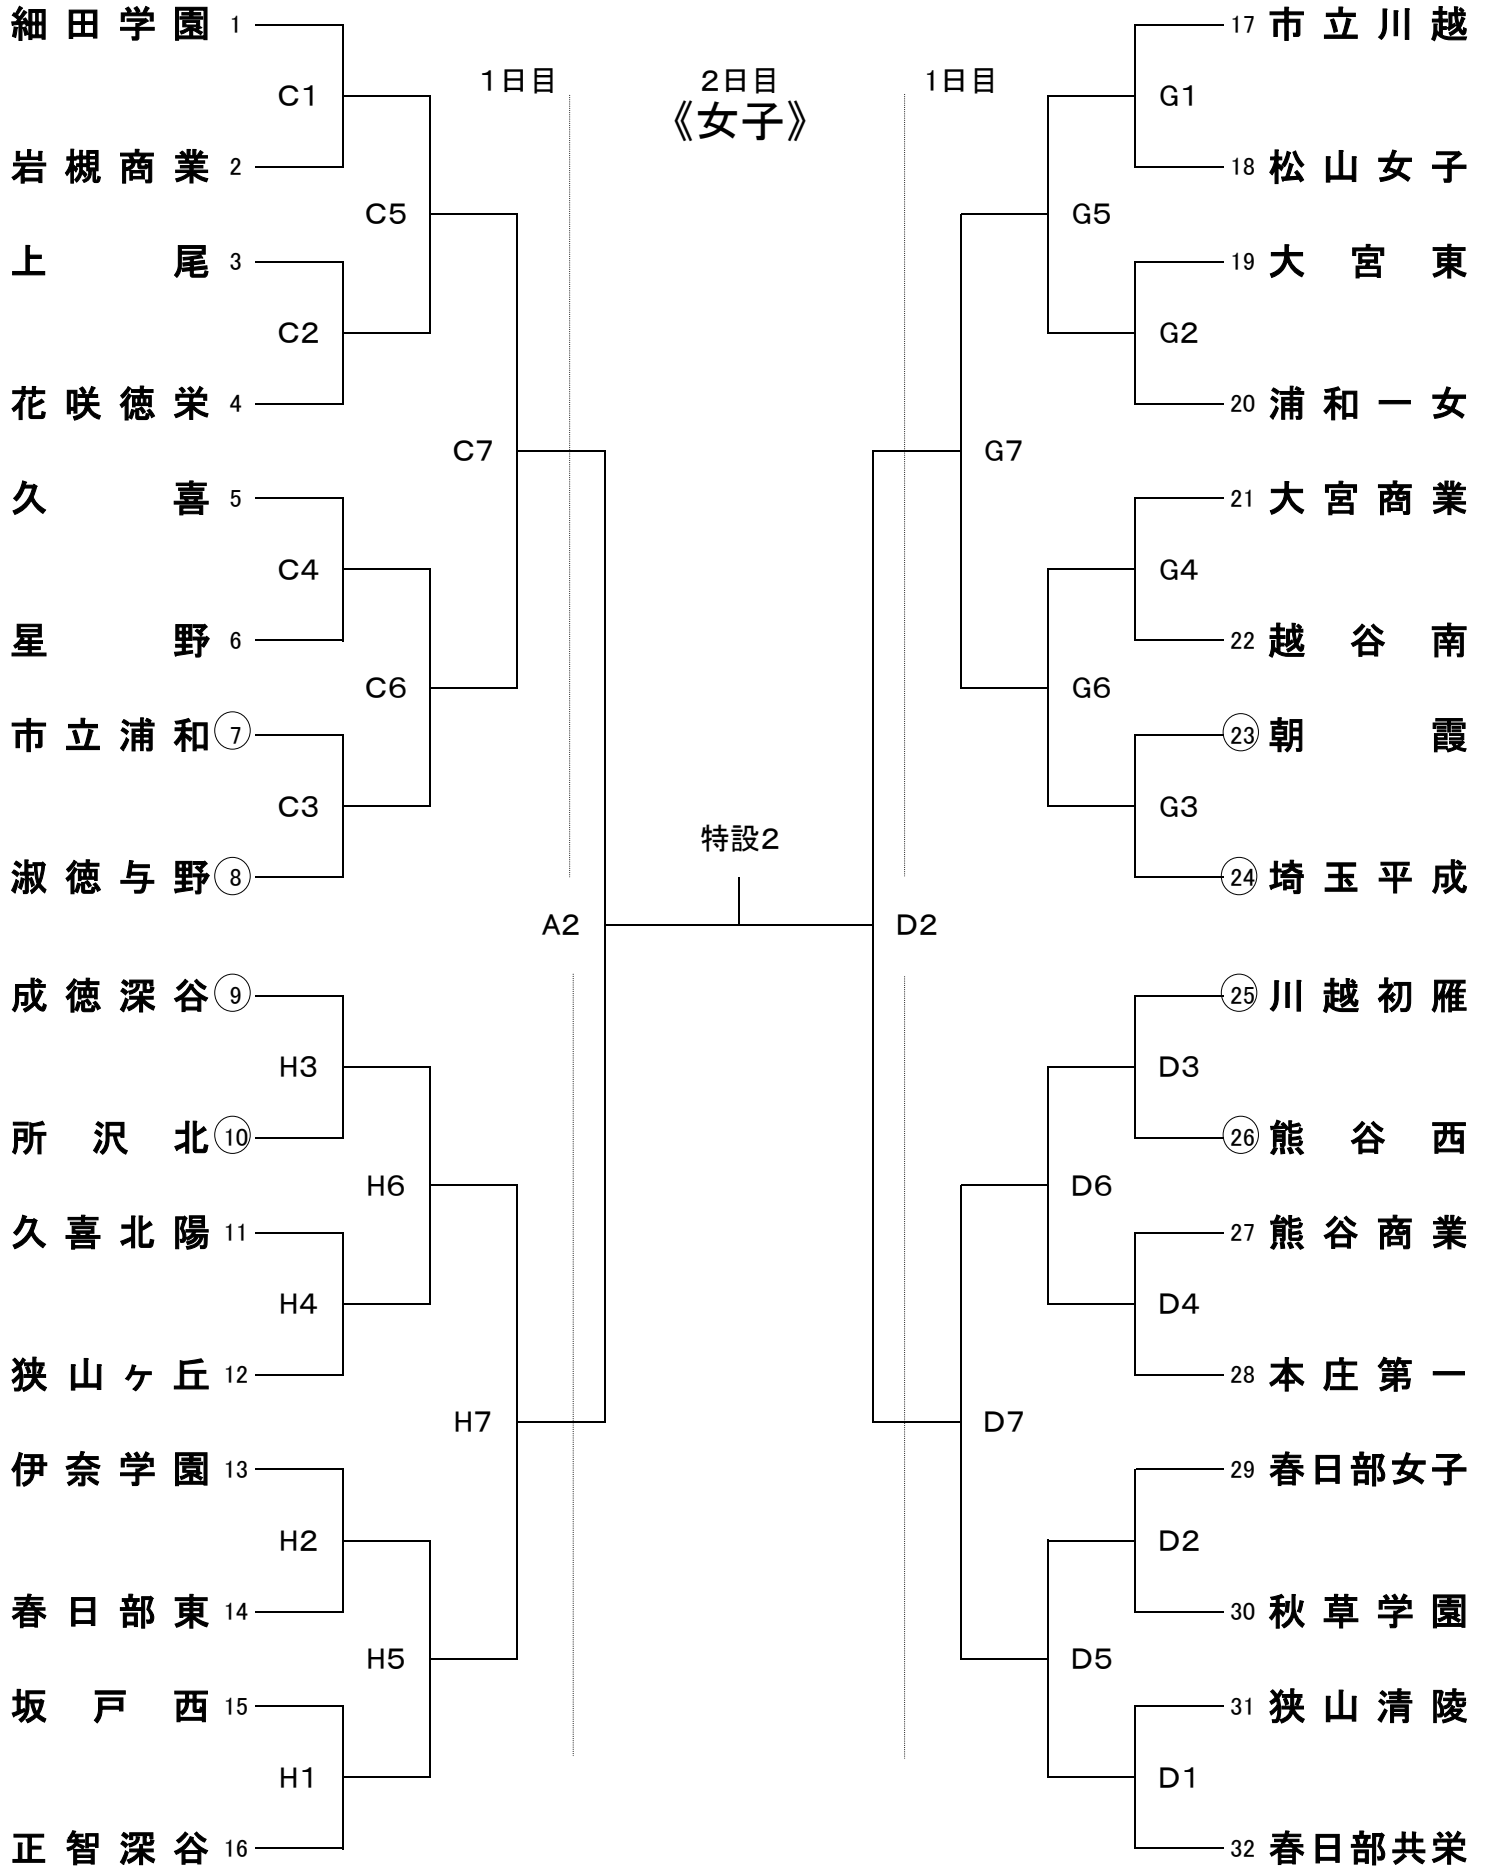 1日目
2日目
1日目
《女子》
細田学園 1
C1
岩槻商業 2
C5
上尾 3
C2
花咲徳栄 4
C7
久喜 5
C4
星野 6
C6
市立浦和 7
C3
淑徳与野 8
A2
成徳深谷 9
H3
所沢北 10
H6
久喜北陽 11
H4
狭山ヶ丘 12
H7
伊奈学園 13
H2
春日部東 14
H5
坂戸西 15
H1
正智深谷 16
特設2
17 市立川越
G1
18 松山女子
G5
19 大宮東
G2
20 浦和一女
G7
21 大宮商業
G4
22 越谷南
G6
23 朝霞
G3
24 埼玉平成
D2
25 川越初雁
D3
26 熊谷西
D6
27 熊谷商業
D4
28 本庄第一
D7
29 春日部女子
D2
30 秋草学園
D5
31 狭山清陵
D1
32 春日部共栄